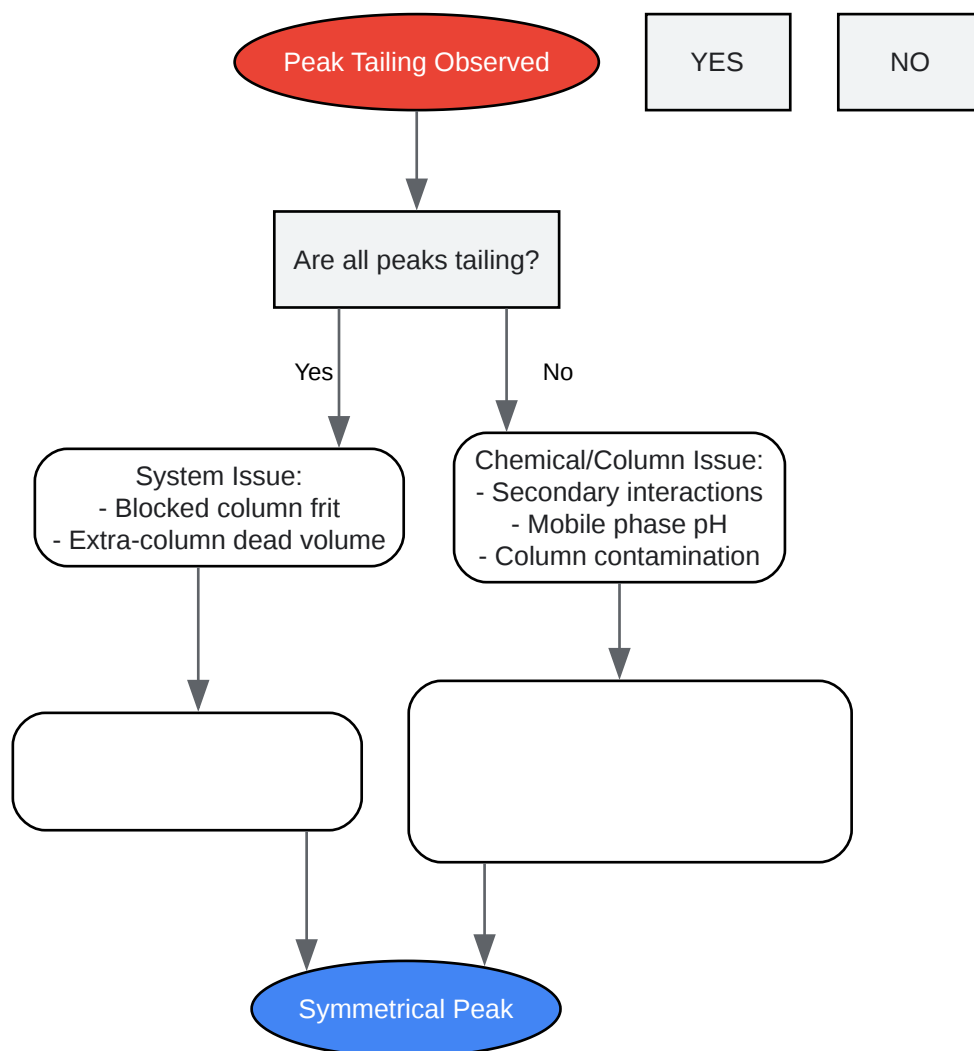 Peak Tailing Observed
YES
NO
Are all peaks tailing?
Yes
No
System Issue:
- Blocked column frit
- Extra-column dead volume
Chemical/Column Issue:
- Secondary interactions
- Mobile phase pH
- Column contamination
Symmetrical Peak